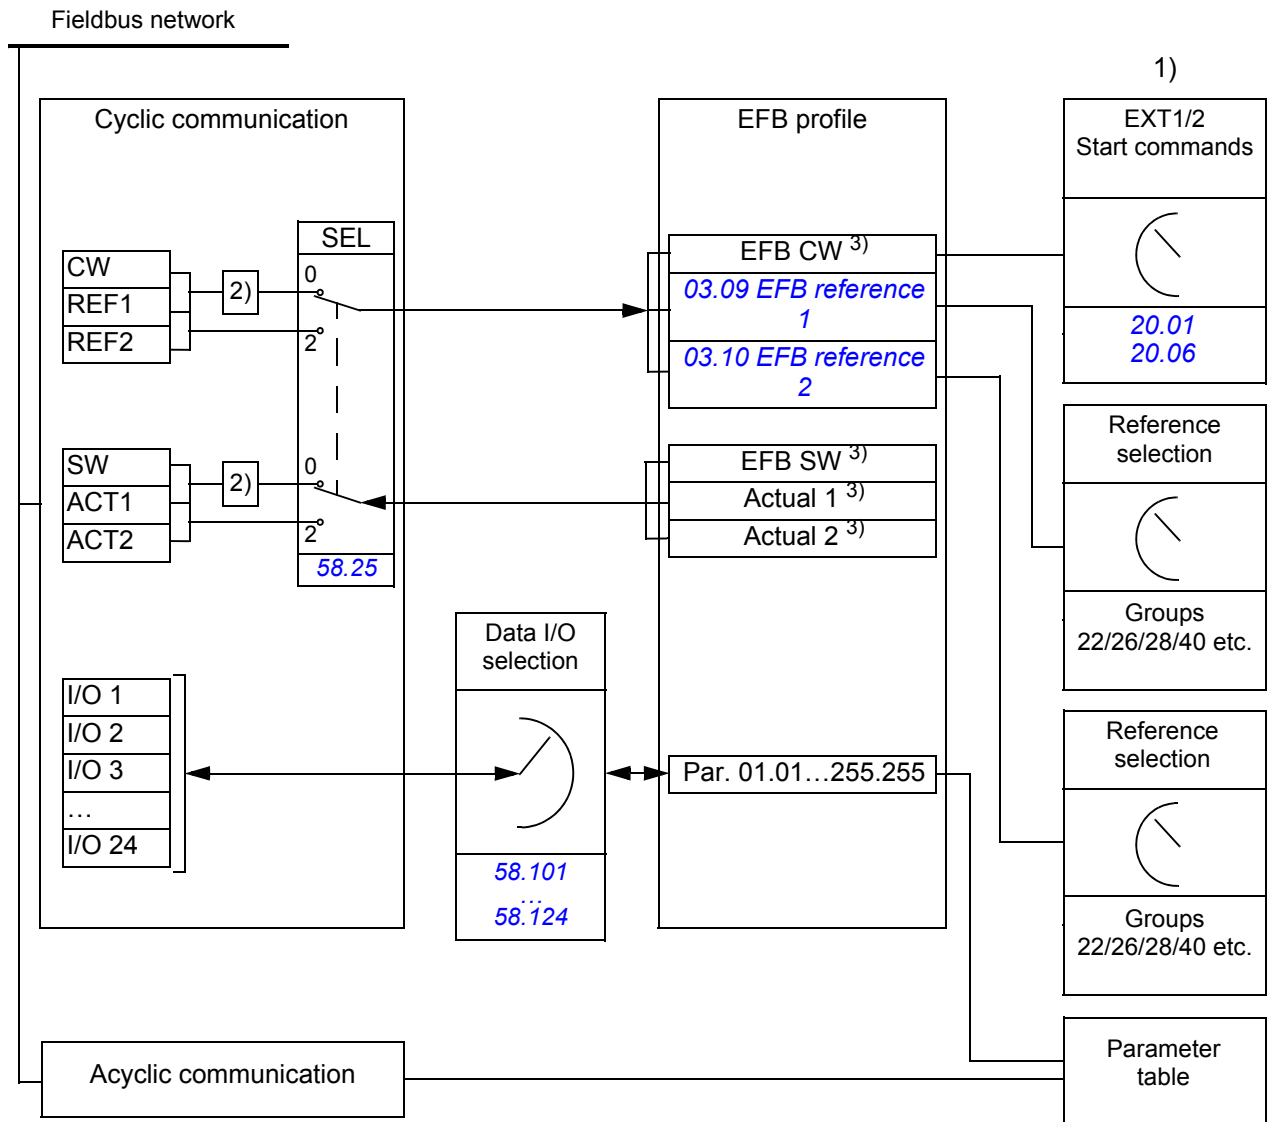 Fieldbus network
1)
Cyclic communication
SEL
CW
REF1
REF2
2)
0
2
SW
ACT1
ACT2
2)
0
2
58.25
I/O 1
I/O 2
I/O 3
…
I/O 24
Data I/O
selection
58.101
…
58.124
EFB profile
EFB CW 3)
03.09 EFB reference
1
03.10 EFB reference
2
EFB SW 3)
Actual 1 3)
Actual 2 3)
Par. 01.01…255.255
EXT1/2
Start commands
20.01
20.06
Reference
selection
Groups
22/26/28/40 etc.
Reference
selection
Groups
22/26/28/40 etc.
Acyclic communication
Parameter
table